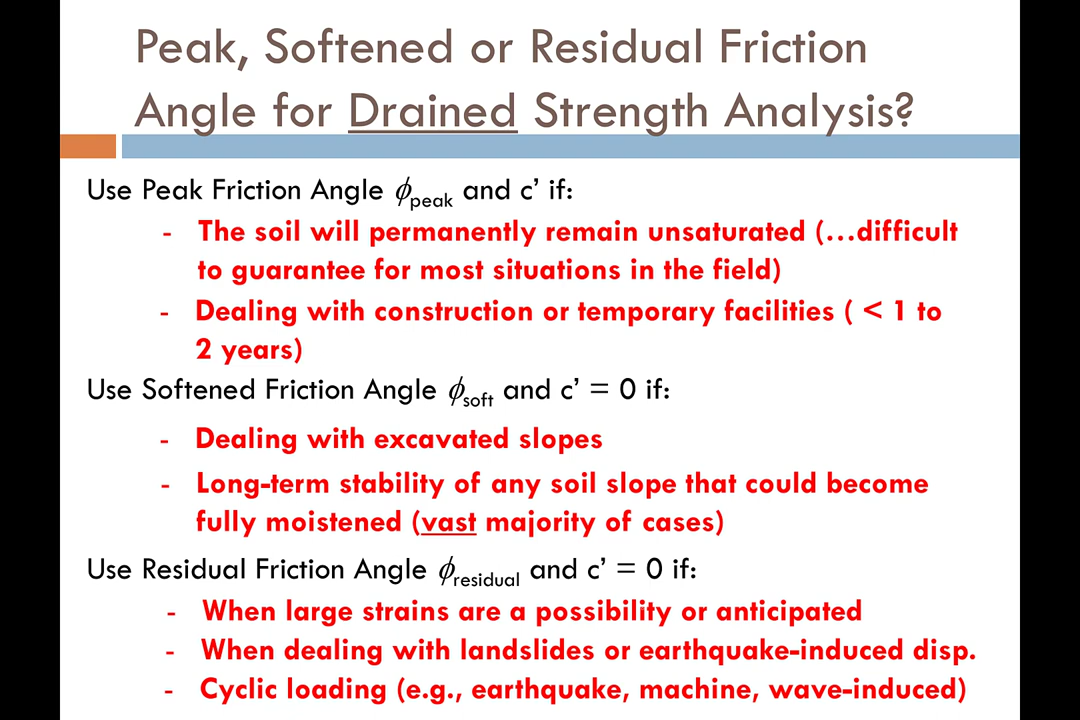 Peak, Softened or Residual Friction
Angle for Drained Strength Analysis?
Use Peak Friction Angle ϕpeak and c’ if:
- The soil will permanently remain unsaturated (…difficult
to guarantee for most situations in the field)
- Dealing with construction or temporary facilities ( < 1 to
2 years)
Use Softened Friction Angle ϕsoft and c’ = 0 if:
- Dealing with excavated slopes
- Long-term stability of any soil slope that could become
fully moistened (vast majority of cases)
Use Residual Friction Angle ϕresidual and c’ = 0 if:
- When large strains are a possibility or anticipated
- When dealing with landslides or earthquake-induced disp.
- Cyclic loading (e.g., earthquake, machine, wave-induced)